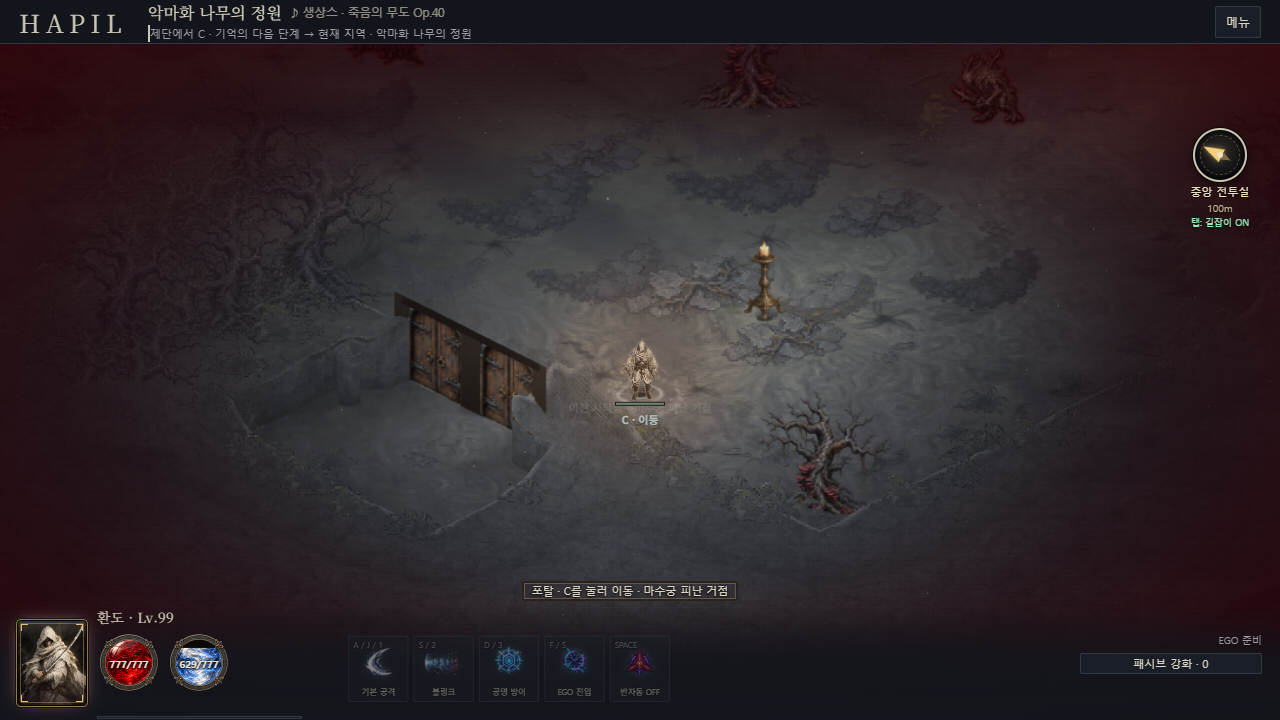 HAPIL
악마화 나무의 정원 ♪ 생상스 · 죽음의 무도 Op.40
제단에서 C · 기억의 다음 단계 → 현재 지역 · 악마화 나무의 정원
메뉴
중앙 전투실
100m
탭: 길잡이 ON
C · 이동
포탈 · C를 눌러 이동 · 마수궁 피난 거점
환도 · Lv.99
777/777
629/777
A / J / 1
기본 공격
S / 2
블링크
D / 3
공명 방어
F / 5
EGO 진입
SPACE
반자동 OFF
EGO 준비
패시브 강화 · 0